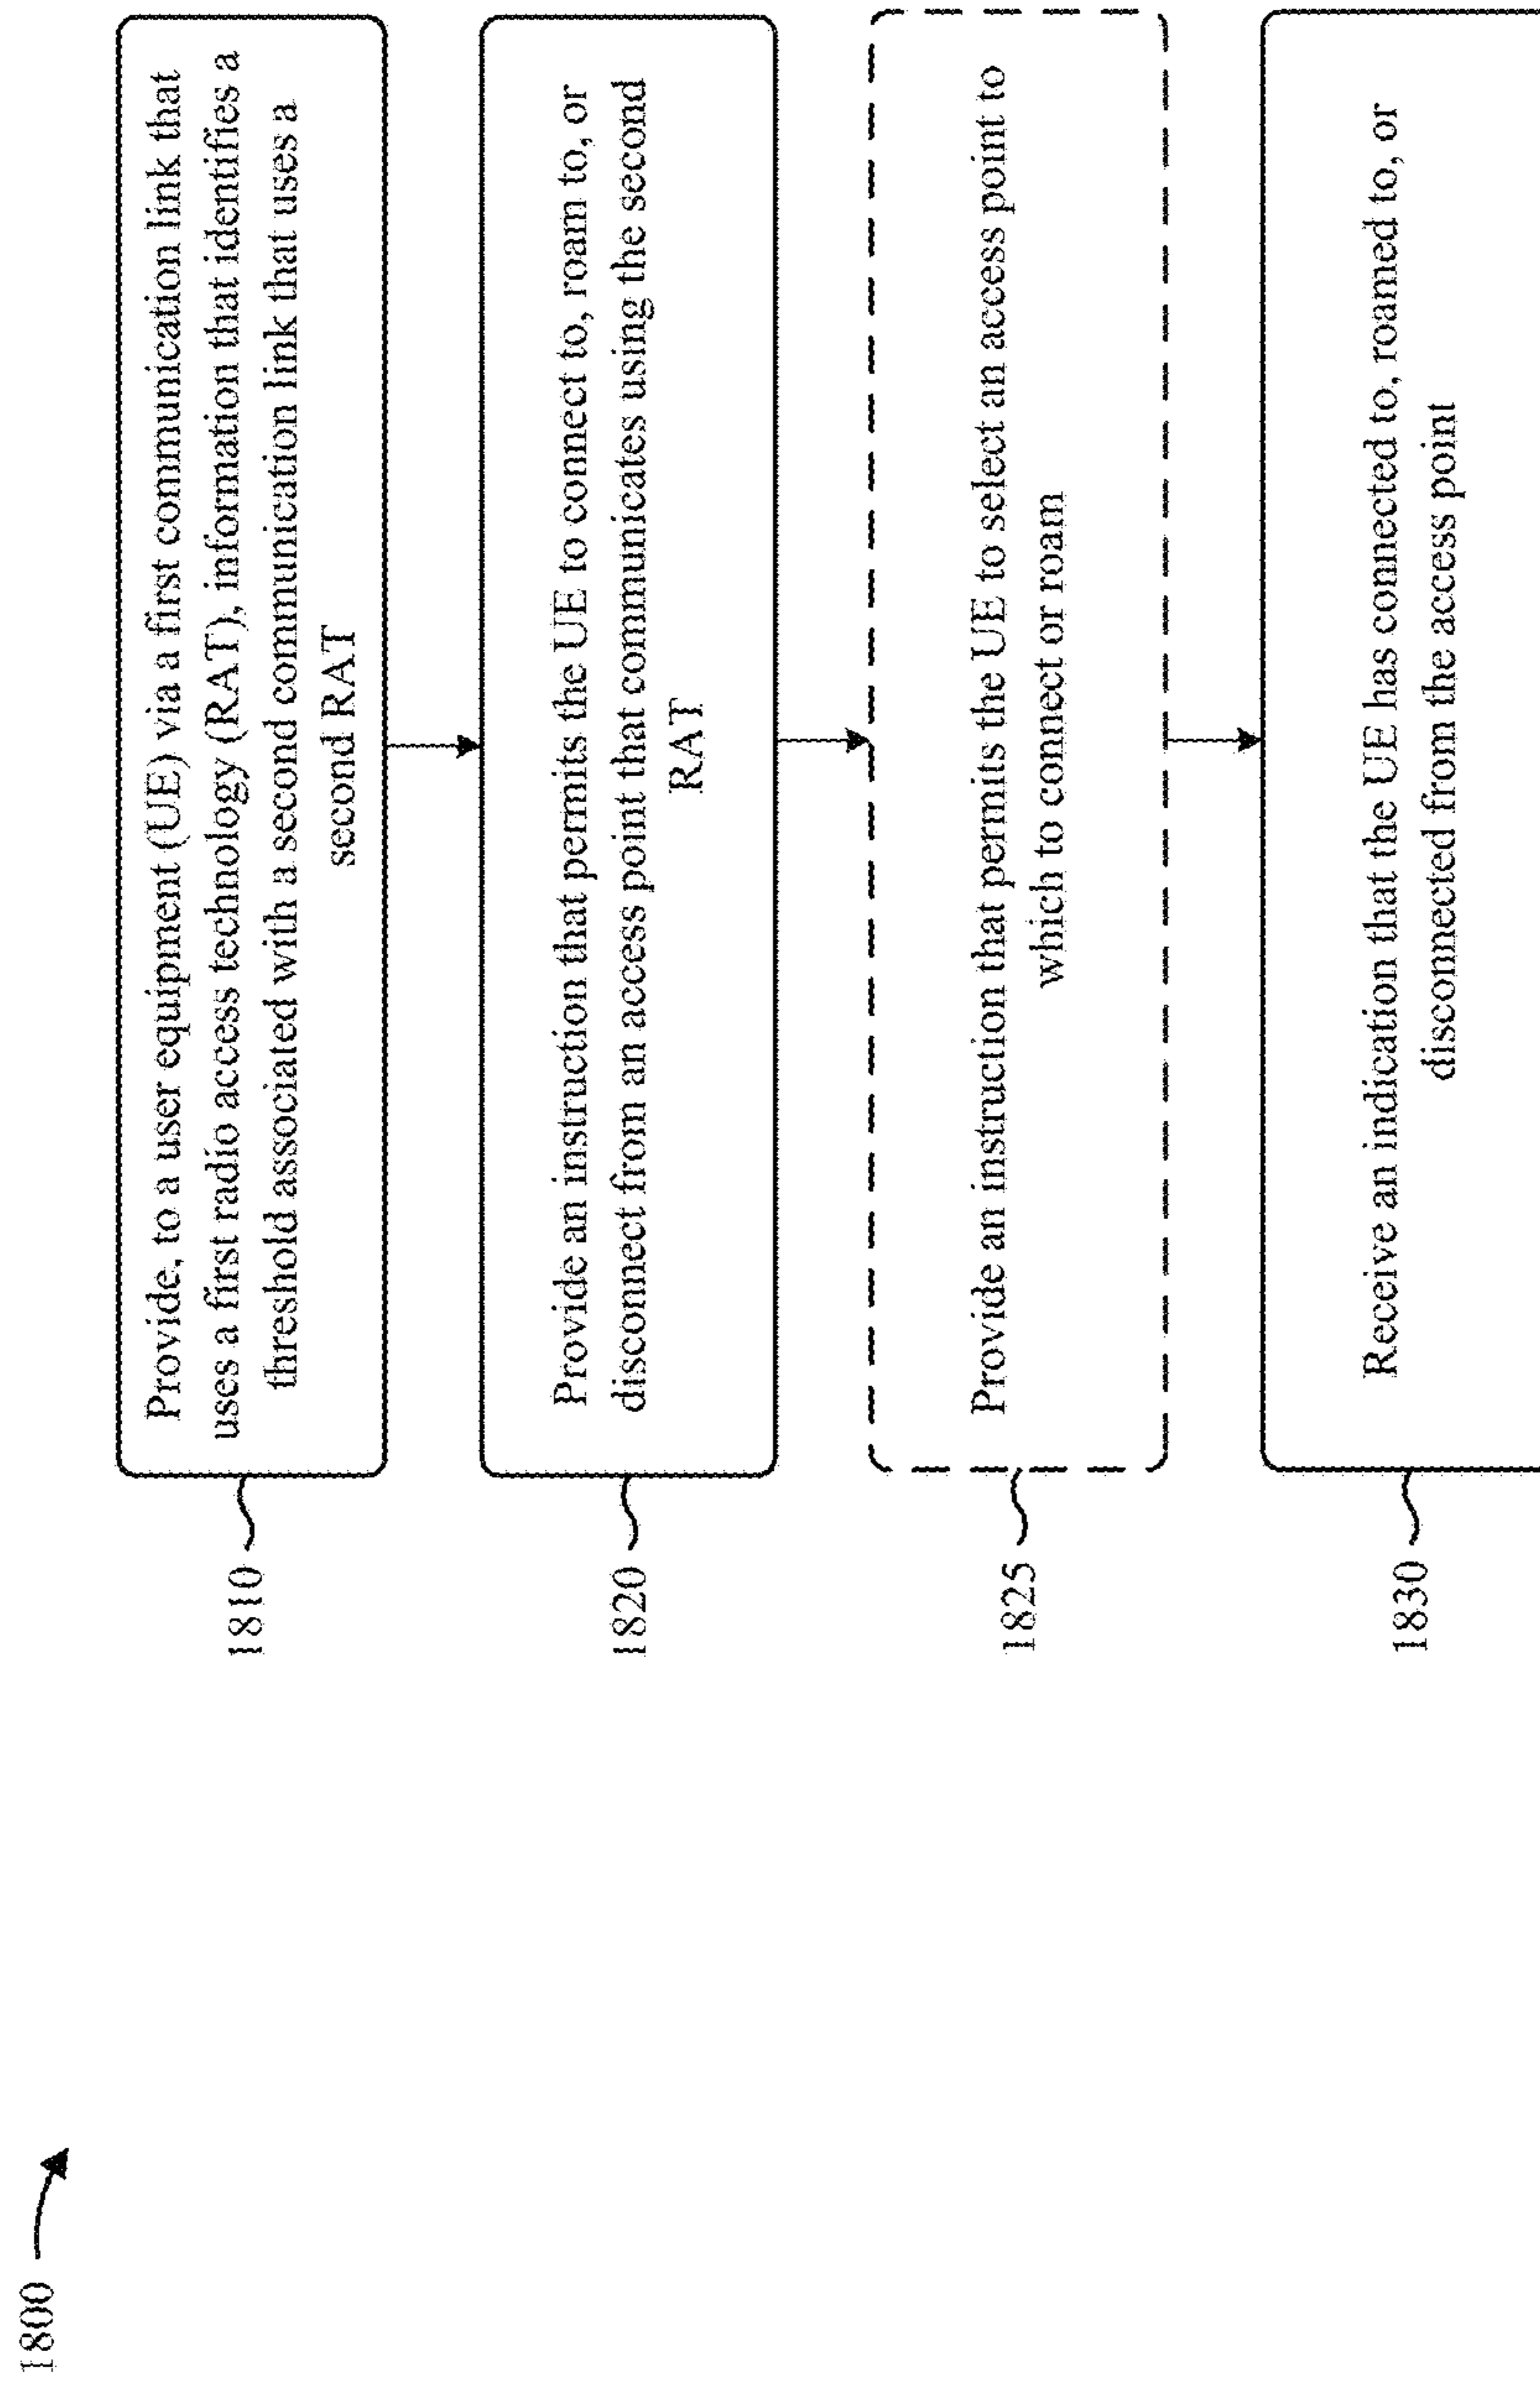 1800
1810
Provide, to a user equipment (UE) via a first communication link that
uses a first radio access technology (RAT), information that identifies a
threshold associated with a second communication link that uses a
second RAT
1820
Provide an instruction that permits the UE to connect to, roam to, or
disconnect from an access point that communicates using the second
RAT
1825
Provide an instruction that permits the UE to select an access point to
which to connect or roam
1830
Receive an indication that the UE has connected to, roamed to, or
disconnected from the access point